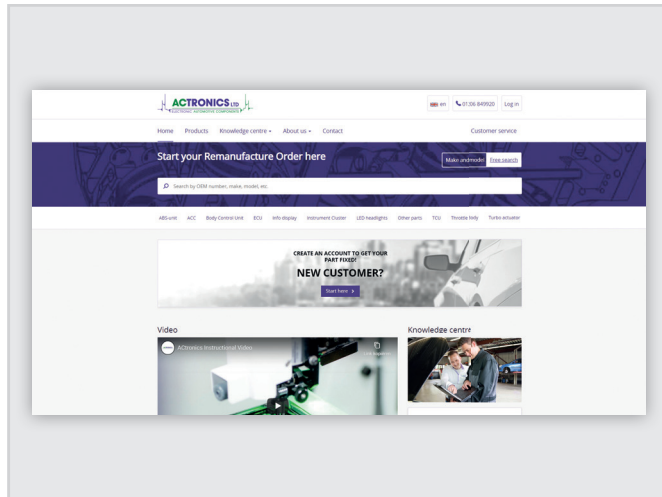 ACTRONICS LTD
ELECTRONIC AUTOMOTIVE COMPONENTS
en
01706 849920
Log in
Home
Products
Knowledge centre
About us
Contact
Customer service
Start your Remanufacture Order here
Make andmodel
Free search
Search by OEM number, make, model, etc.
ABS unit
ACC
Body Control Unit
ECU
Info display
Instrument Cluster
LED headlights
Other parts
TCU
Throttle body
Turbo actuator
CREATE AN ACCOUNT TO GET YOUR
PART FIXED!
NEW CUSTOMER?
Start here
Video
Knowledge centre
ACtronics Instructional Video